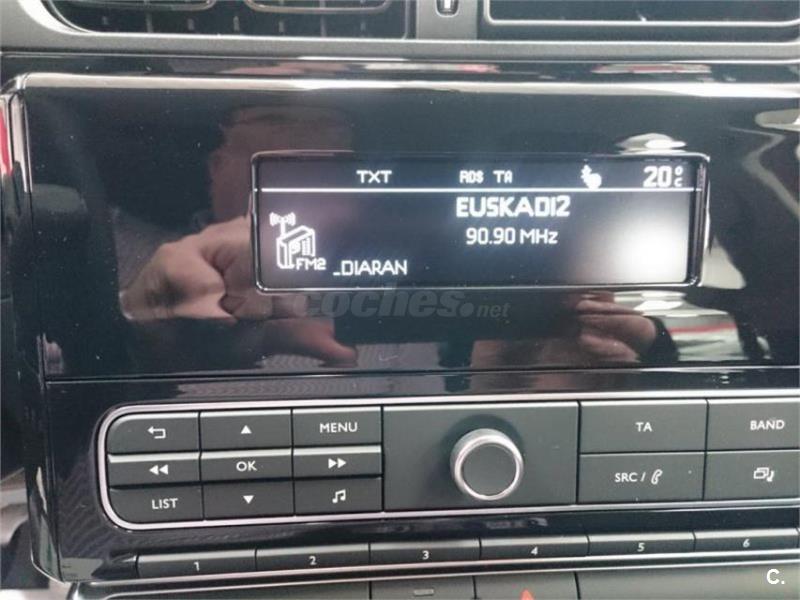 TXT RDS TA 20°C
EUSKADI2
90.90 MHz
FM2 _DIARAN
coches.net
MENU TA BAND
OK
LIST SRC /
1 2 3 4 5 6
C.